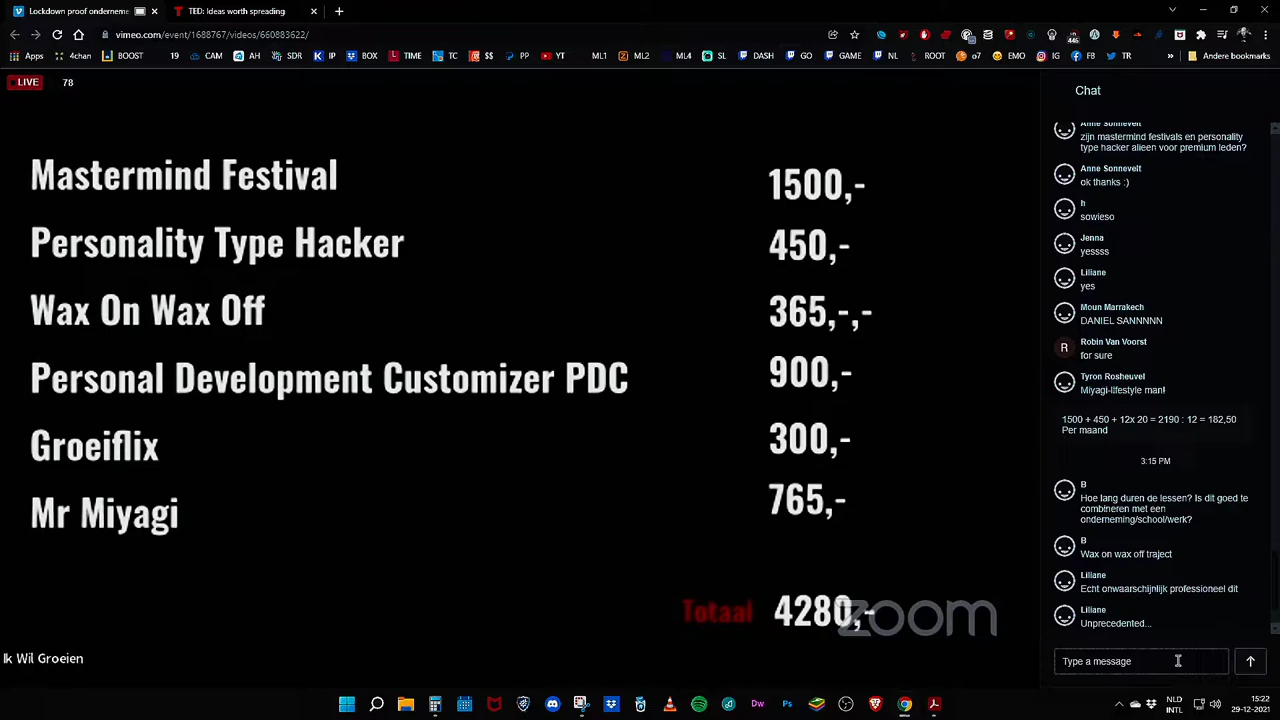 Lockdown proof onderneme
TED: Ideas worth spreading
vimeo.com/event/1688767/videos/660883622/
Apps
4chan
BOOST
19
CAM
AH
SDR
IP
BOX
TIME
TC
$$
PP
YT
ML1
ML2
ML4
SL
DASH
GO
GAME
NL
ROOT
o7
EMO
IG
FB
TR
»
Andere bookmarks
LIVE
78
Mastermind Festival 1500,-
Personality Type Hacker 450,-
Wax On Wax Off 365,-,-
Personal Development Customizer PDC 900,-
Groeiflix 300,-
Mr Miyagi 765,-
Totaal 4280,-
zoom
Ik Wil Groeien
Chat
Anne Sonnevelt
zijn mastermind festivals en personality
type hacker alleen voor premium leden?
Anne Sonnevelt
ok thanks :)
h
sowieso
Jenna
yessss
Liliane
yes
Moun Marrakech
DANIEL SANNNNN
R
Robin Van Voorst
for sure
Tyron Rosheuvel
Miyagi-lifestyle man!
1500 + 450 + 12x 20 = 2190 : 12 = 182,50
Per maand
3:15 PM
B
Hoe lang duren de lessen? Is dit goed te
combineren met een
onderneming/school/werk?
B
Wax on wax off traject
Liliane
Echt onwaarschijnlijk professioneel dit
Liliane
Unprecedented...
Type a message
Dw
Ps
NLD
INTL
15:22
29-12-2021